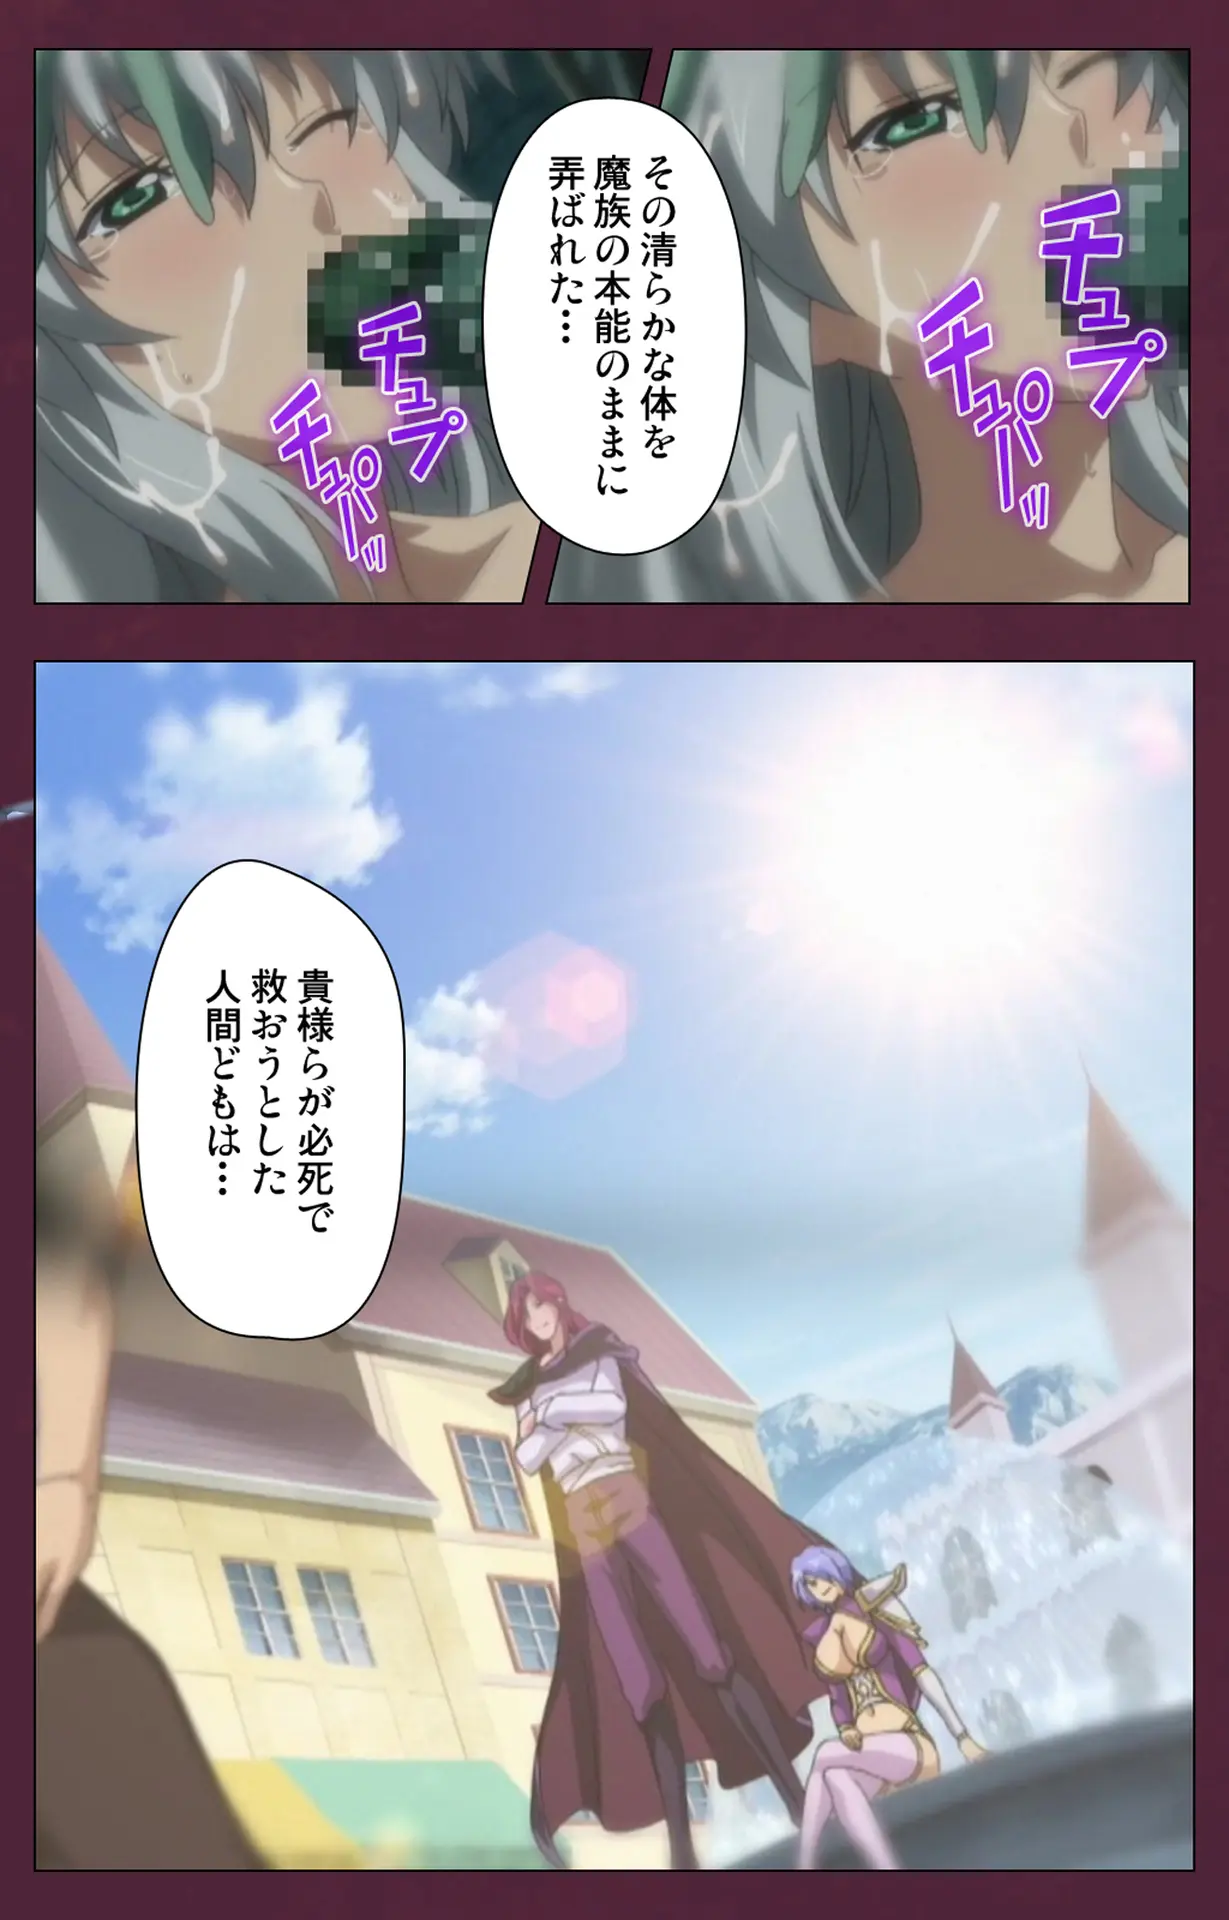 その清らかな体を
魔族の本能のままに
弄ばれた…
チュプ
チュパッ
チュプ
チュパッ
貴様らが必死で
救おうとした
人間どもは…